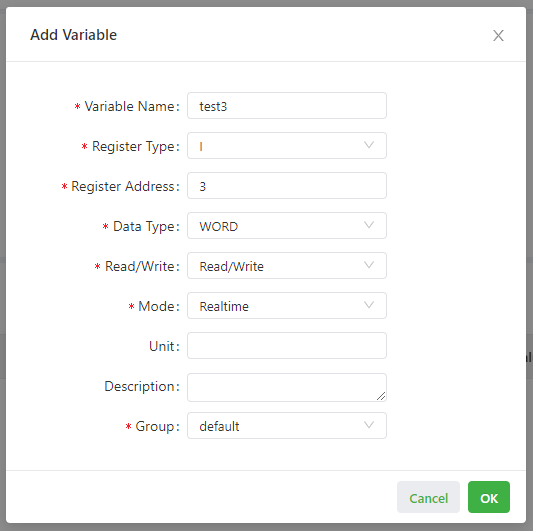 Add Variable
* Variable Name: test3
* Register Type: I
* Register Address: 3
* Data Type: WORD
* Read/Write: Read/Write
* Mode: Realtime
Unit:
Description:
* Group: default
Cancel OK